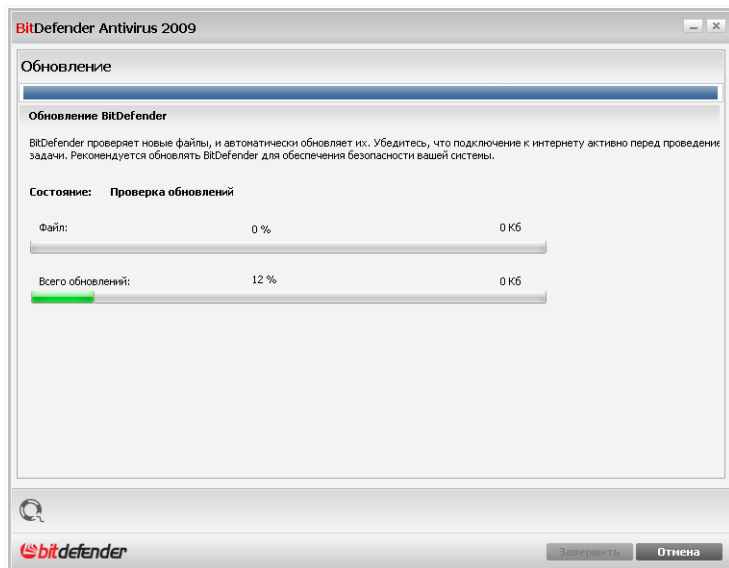 BitDefender Antivirus 2009
Обновление
Обновление BitDefender
BitDefender проверяет новые файлы, и автоматически обновляет их. Убедитесь, что подключение к интернету активно перед проведение
задачи. Рекомендуется обновлять BitDefender для обеспечения безопасности вашей системы.
Состояние: Проверка обновлений
Файл: 0 % 0 Кб
Всего обновлений: 12 % 0 Кб
bitdefender Завершить Отмена